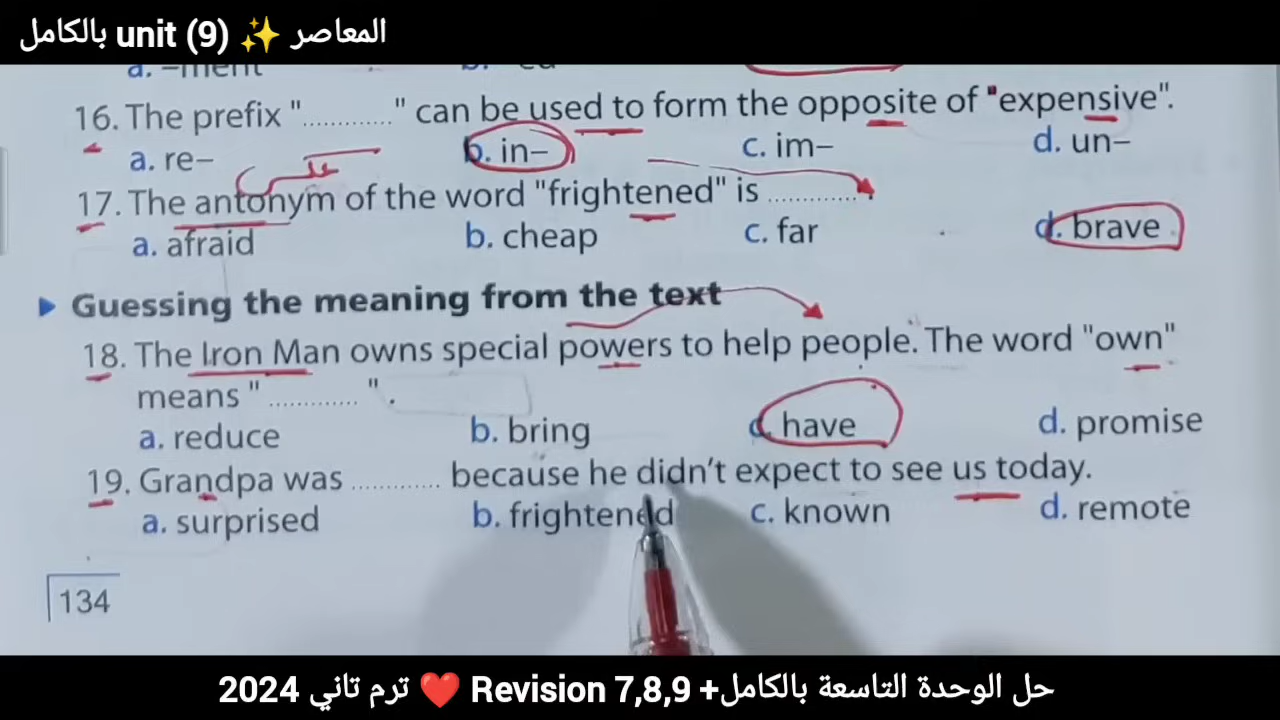 المعاصر ✨ unit (9) بالكامل
a. –ment
16. The prefix "............" can be used to form the opposite of "expensive".
a. re– b. in– c. im– d. un–
عكس
17. The antonym of the word "frightened" is ............
a. afraid b. cheap c. far d. brave
Guessing the meaning from the text
18. The Iron Man owns special powers to help people. The word "own"
means "............".
a. reduce b. bring c. have d. promise
19. Grandpa was ............ because he didn't expect to see us today.
a. surprised b. frightened c. known d. remote
134
حل الوحدة التاسعة بالكامل+ Revision 7,8,9 ❤️ ترم تاني 2024